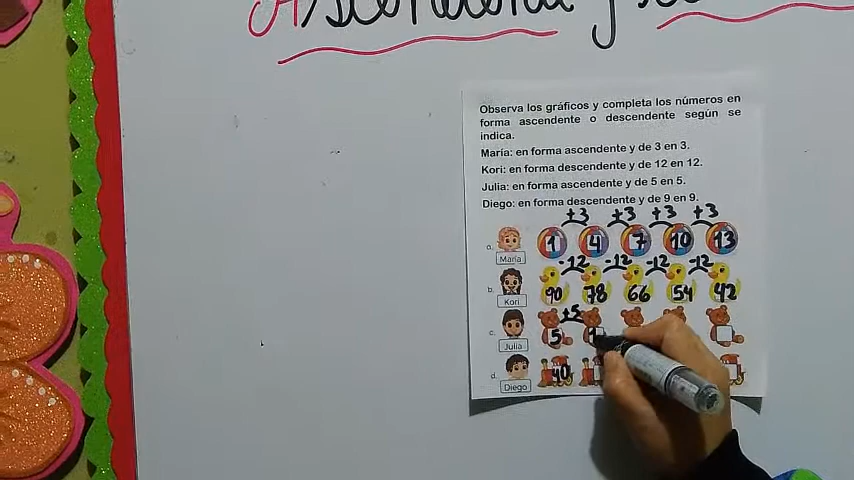 Ascendente y
Observa los gráficos y completa los números en
forma ascendente o descendente según se
indica.
María: en forma ascendente y de 3 en 3.
Kori: en forma descendente y de 12 en 12.
Julia: en forma ascendente y de 5 en 5.
Diego: en forma descendente y de 9 en 9.
+3 +3 +3 +3
a. 1 4 7 10 13
María
-12 -12 -12 -12
b. 90 78 66 54 42
Kori
+5
c. 5 1
Julia
d. 40
Diego